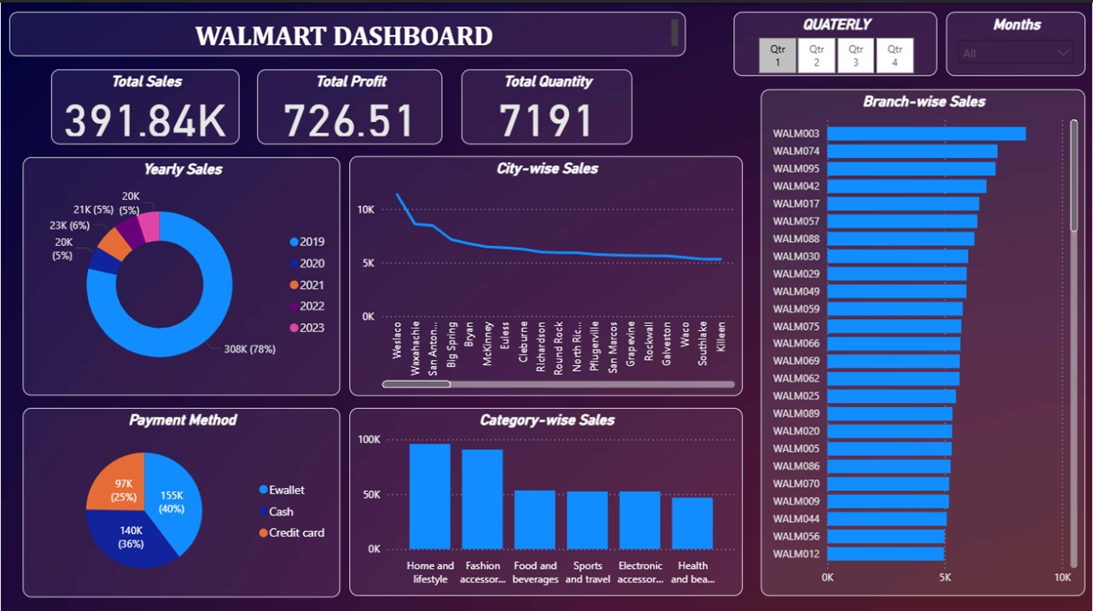 WALMART DASHBOARD
QUATERLY
Qtr
1
Qtr
2
Qtr
3
Qtr
4
Months
All
Total Sales
391.84K
Total Profit
726.51
Total Quantity
7191
Yearly Sales
20K
(5%)
21K (5%)
23K (6%)
20K
(5%)
308K (78%)
2019
2020
2021
2022
2023
City-wise Sales
10K
5K
0K
Weslaco
Waxahachie
San Anton...
Big Spring
Bryan
McKinney
Euless
Cleburne
Richardson
Round Rock
North Ric...
Pflugerville
San Marcos
Grapevine
Rockwall
Galveston
Waco
Southlake
Killeen
Branch-wise Sales
WALM003
WALM074
WALM095
WALM042
WALM017
WALM057
WALM088
WALM030
WALM029
WALM049
WALM059
WALM075
WALM066
WALM069
WALM062
WALM025
WALM089
WALM020
WALM005
WALM086
WALM070
WALM009
WALM044
WALM056
WALM012
0K
5K
10K
Payment Method
97K
(25%)
155K
(40%)
140K
(36%)
Ewallet
Cash
Credit card
Category-wise Sales
100K
50K
0K
Home and
lifestyle
Fashion
accessor...
Food and
beverages
Sports
and travel
Electronic
accessor...
Health
and bea...